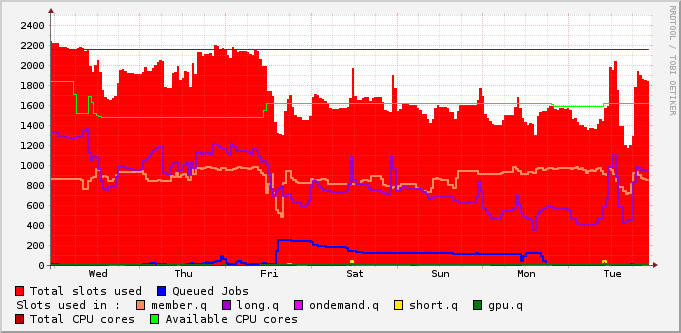 2400
2200
2000
1800
1600
1400
1200
1000
800
600
400
200
0
Wed Thu Fri Sat Sun Mon Tue
RRDTOOL / TOBI OETIKER
Total slots used Queued Jobs
Slots used in : member.q long.q ondemand.q short.q gpu.q
Total CPU cores Available CPU cores